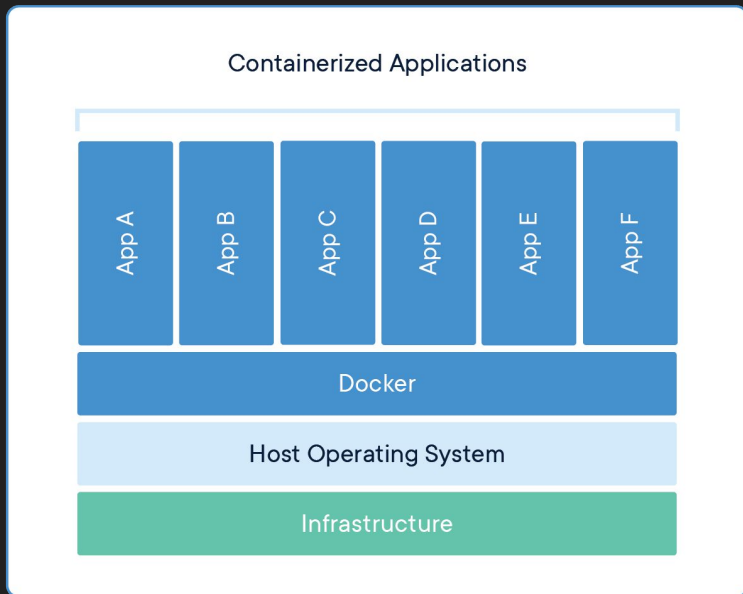 Containerized Applications
App A
App B
App C
App D
App E
App F
Docker
Host Operating System
Infrastructure